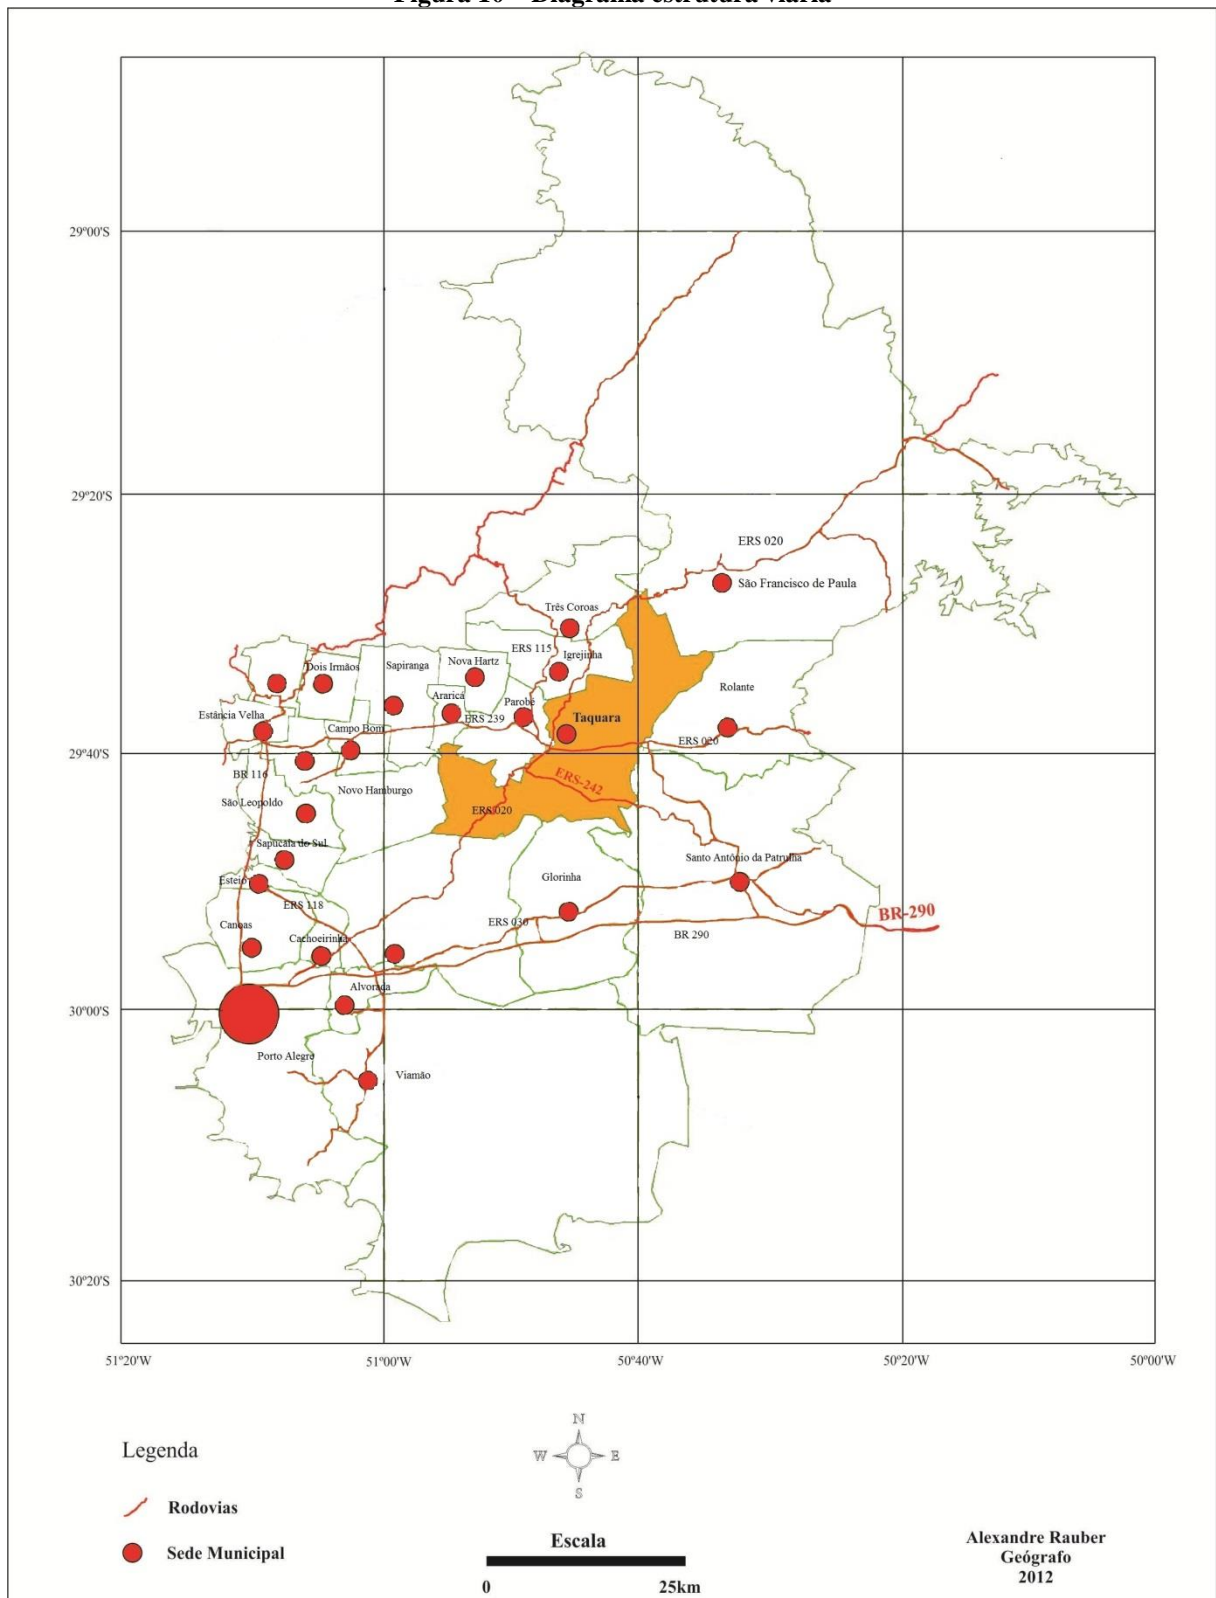 Figura 10 – Diagrama estrutura viária
29°00'S
29°20'S
ERS 020
São Francisco de Paula
Três Coroas
ERS 115
Igrejinha
Dois Irmãos
Sapiranga
Nova Hartz
Rolante
Araricá
Parobé
Estância Velha
ERS 239
Taquara
Campo Bom
ERS 020
29°40'S
BR 116
ERS-242
Novo Hamburgo
São Leopoldo
ERS 020
Sapucaia do Sul
Santo Antônio da Patrulha
Esteio
Glorinha
ERS 118
BR-290
Canoas
ERS 030
Cachoeirinha
BR 290
Alvorada
30°00'S
Porto Alegre
Viamão
30°20'S
51°20'W
51°00'W
50°40'W
50°20'W
50°00'W
N
Legenda
W
E
S
Rodovias
Escala
Sede Municipal
0
25km
Alexandre Rauber
Geógrafo
2012